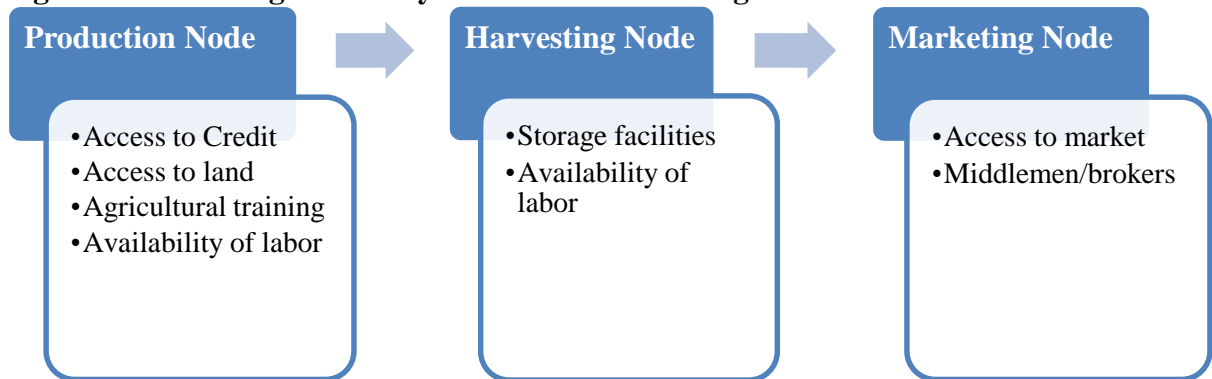 Production Node
•Access to Credit
•Access to land
•Agricultural training
•Availability of labor
Harvesting Node
•Storage facilities
•Availability of
labor
Marketing Node
•Access to market
•Middlemen/brokers